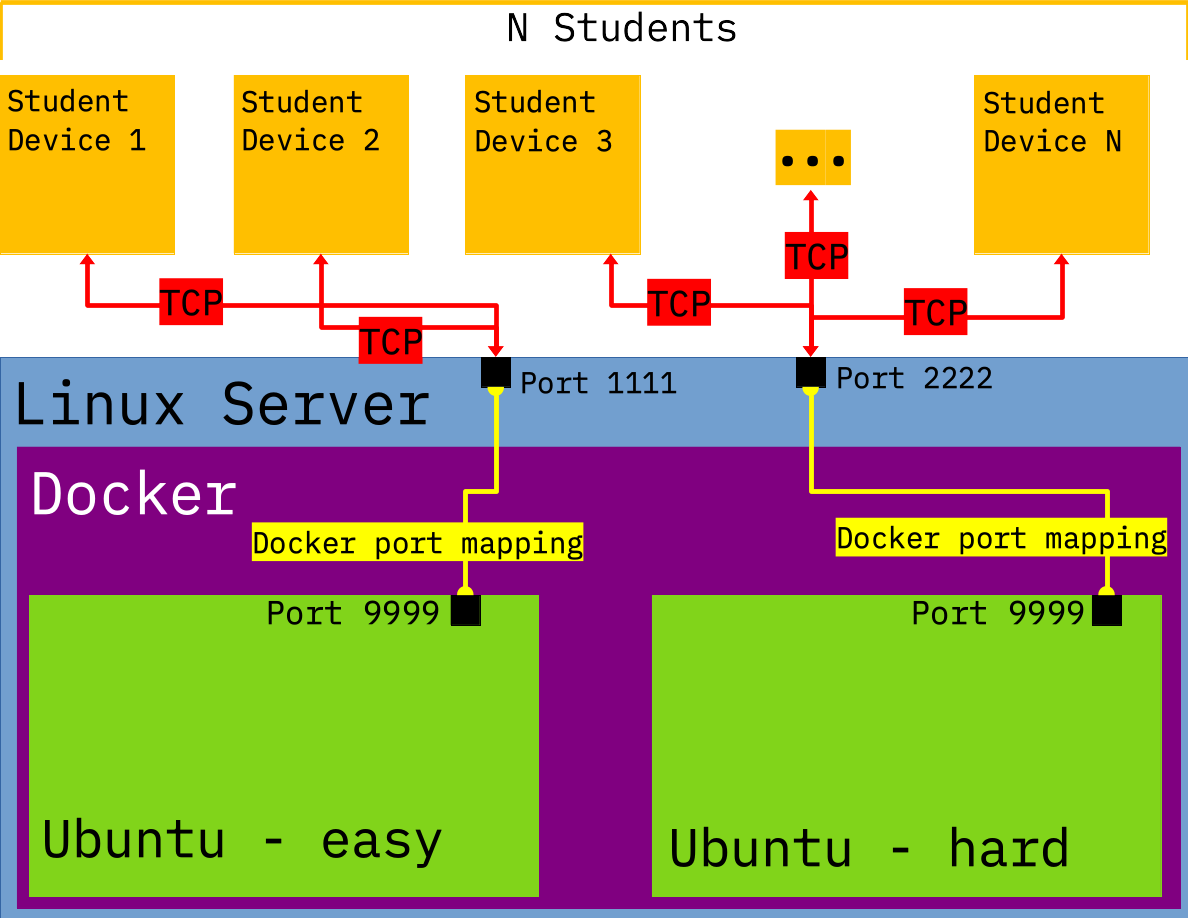 N Students
Student
Device 1
Student
Device 2
Student
Device 3
...
Student
Device N
TCP
TCP
TCP
TCP
TCP
Port 1111
Port 2222
Linux Server
Docker
Docker port mapping
Docker port mapping
Port 9999
Port 9999
Ubuntu - easy
Ubuntu - hard